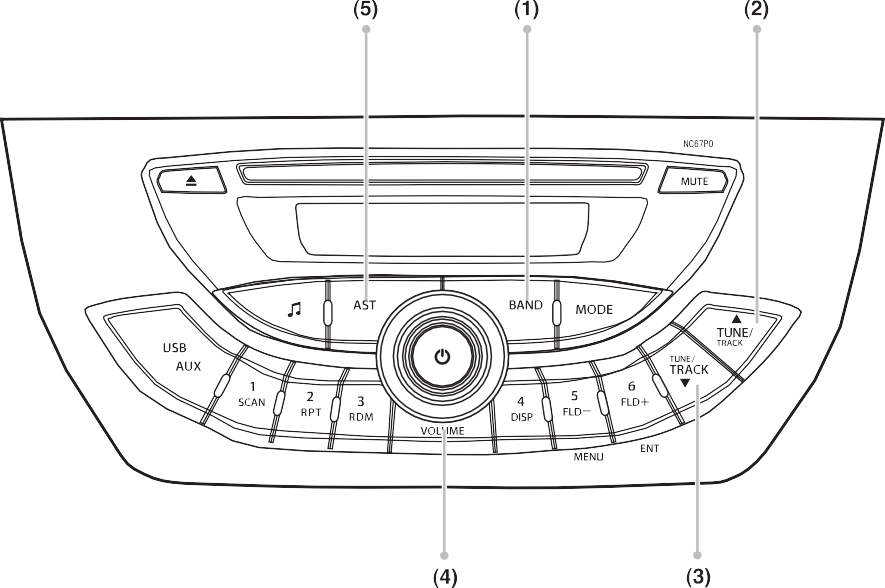 (5) (1) (2)
NC67P0
MUTE
AST BAND MODE
TUNE/
TRACK
USB
AUX
TUNE/
TRACK
1
SCAN
2
RPT
3
RDM
VOLUME
4
DISP
5
FLD−
6
FLD+
MENU
ENT
(4) (3)